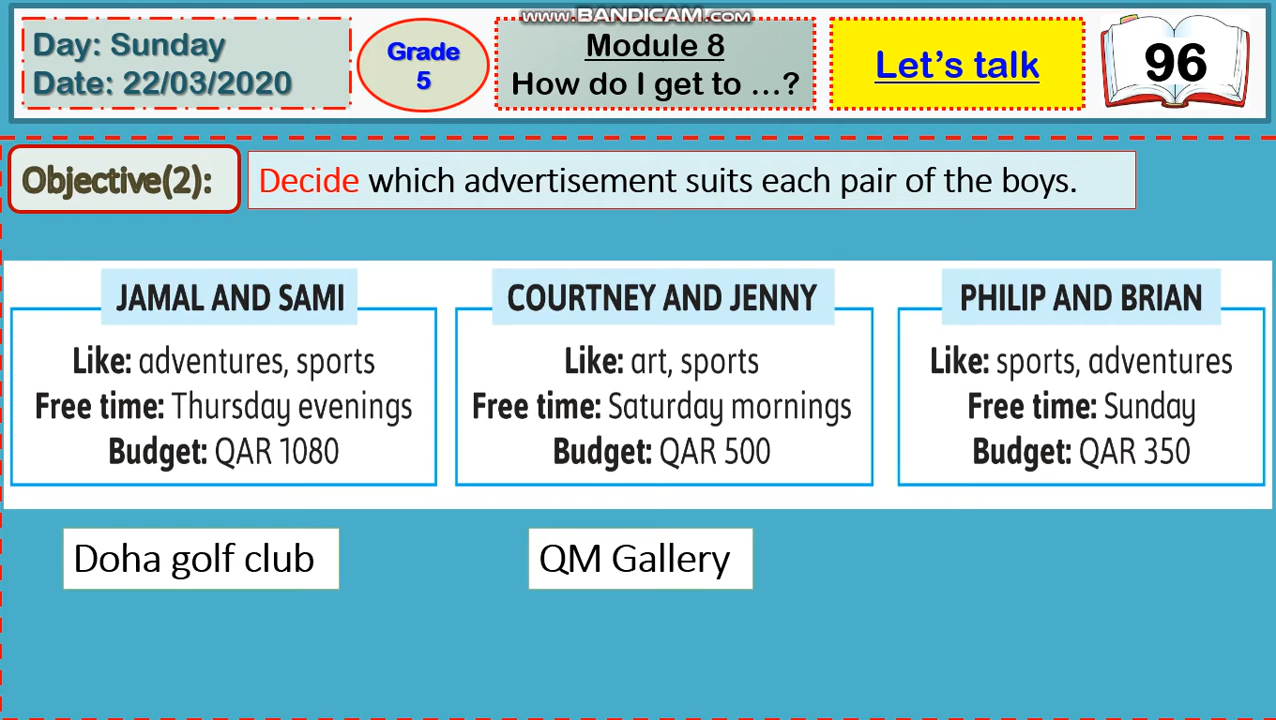 www.BANDICAM.com
Day: Sunday
Date: 22/03/2020
Grade
5
Module 8
How do I get to …?
Let’s talk
96
Objective(2):
Decide which advertisement suits each pair of the boys.
JAMAL AND SAMI
Like: adventures, sports
Free time: Thursday evenings
Budget: QAR 1080
COURTNEY AND JENNY
Like: art, sports
Free time: Saturday mornings
Budget: QAR 500
PHILIP AND BRIAN
Like: sports, adventures
Free time: Sunday
Budget: QAR 350
Doha golf club
QM Gallery